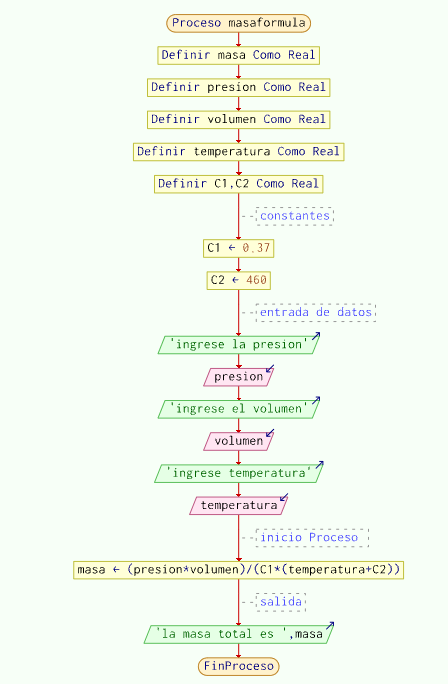 Proceso masaformula
Definir masa Como Real
Definir presion Como Real
Definir volumen Como Real
Definir temperatura Como Real
Definir C1,C2 Como Real
constantes
C1 ← 0.37
C2 ← 460
entrada de datos
'ingrese la presion'
presion
'ingrese el volumen'
volumen
'ingrese temperatura'
temperatura
inicio Proceso
masa ← (presion*volumen)/(C1*(temperatura+C2))
salida
'la masa total es ',masa
FinProceso